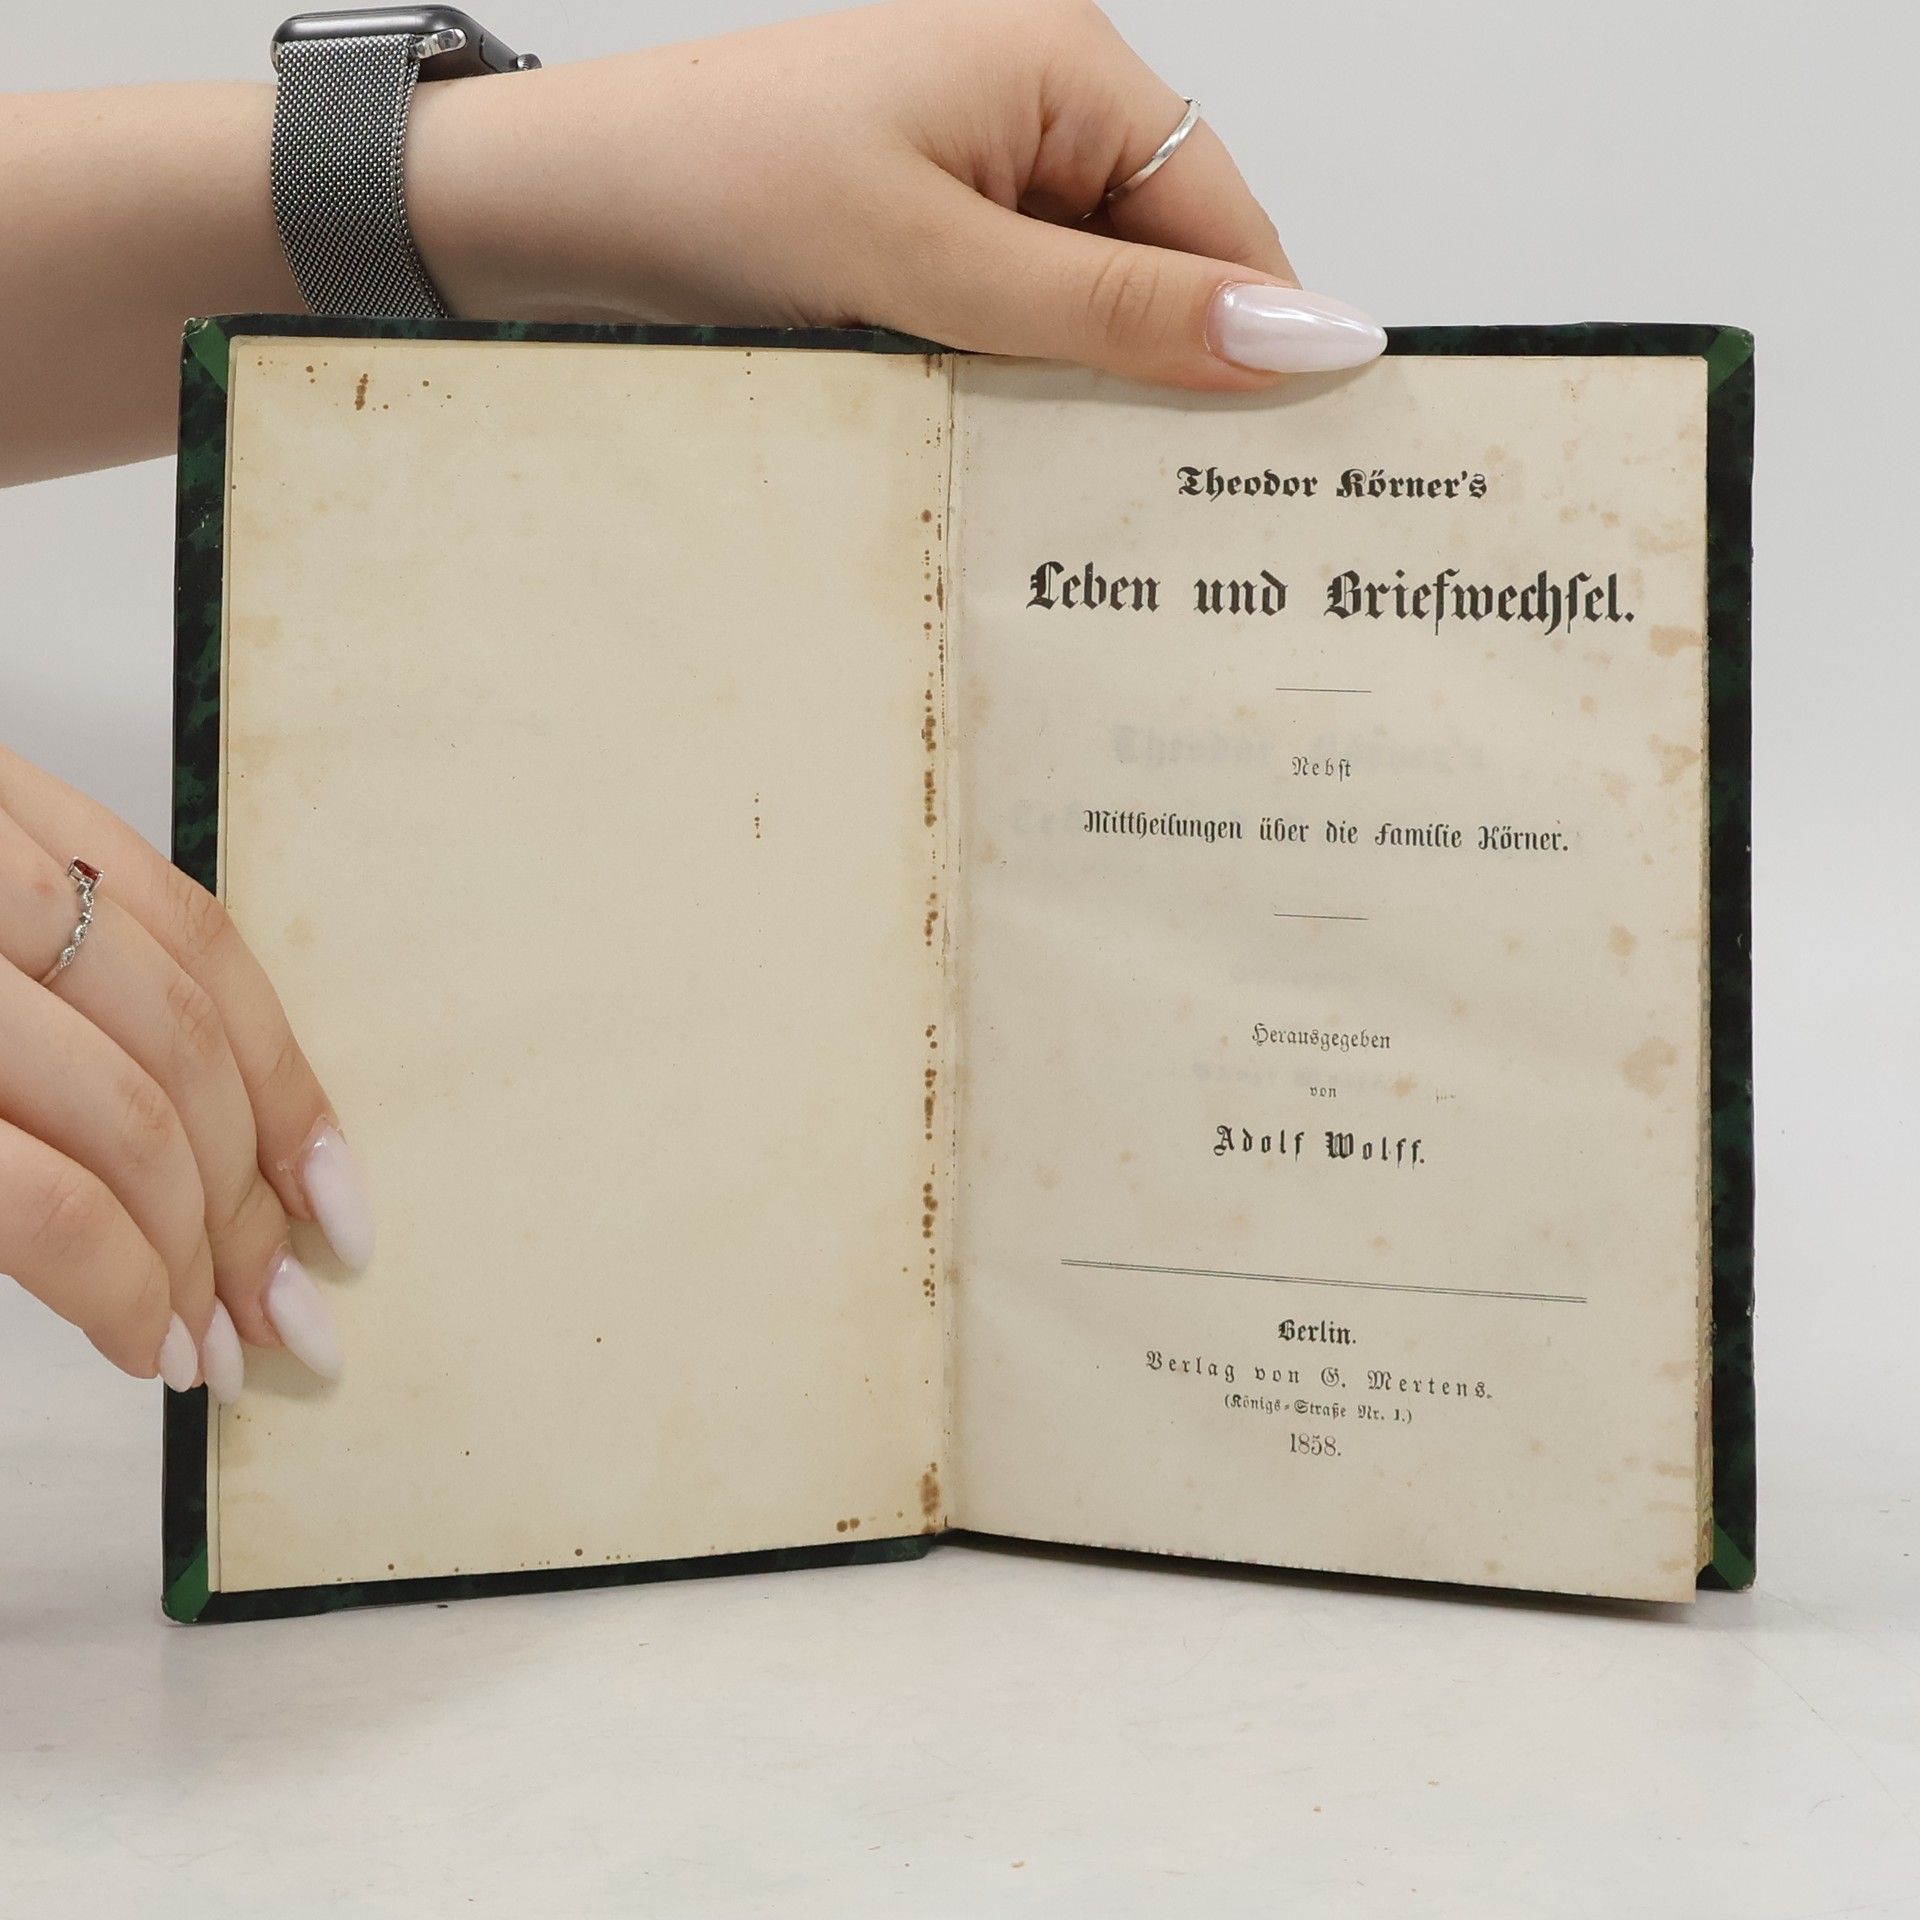 Theodor Körner's
Leben und Briefwechsel.
Nebst
Mittheilungen über die Familie Körner.
Herausgegeben
von
Adolf Wolff.
Berlin.
Verlag von G. Mertens.
(Königs-Straße Nr. 1.)
1858.